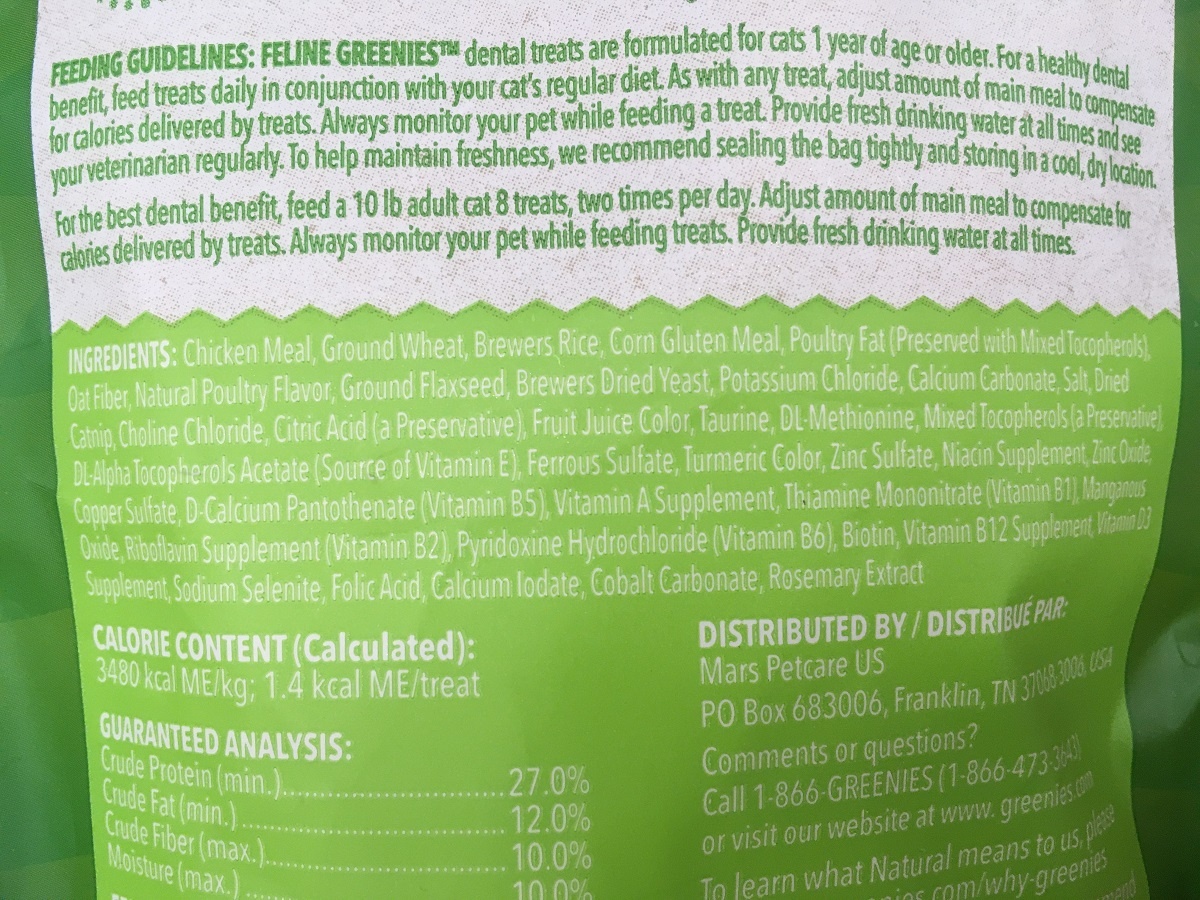 FEEDING GUIDELINES: FELINE GREENIES™ dental treats are formulated for cats 1 year of age or older. For a healthy dental
benefit, feed treats daily in conjunction with your cat's regular diet. As with any treat, adjust amount of main meal to compensate
for calories delivered by treats. Always monitor your pet while feeding a treat. Provide fresh drinking water at all times and see
your veterinarian regularly. To help maintain freshness, we recommend sealing the bag tightly and storing in a cool, dry location.
For the best dental benefit, feed a 10 lb adult cat 8 treats, two times per day. Adjust amount of main meal to compensate for
calories delivered by treats. Always monitor your pet while feeding treats. Provide fresh drinking water at all times.
INGREDIENTS: Chicken Meal, Ground Wheat, Brewers Rice, Corn Gluten Meal, Poultry Fat (Preserved with Mixed Tocopherols),
Oat Fiber, Natural Poultry Flavor, Ground Flaxseed, Brewers Dried Yeast, Potassium Chloride, Calcium Carbonate, Salt, Dried
Catnip, Choline Chloride, Citric Acid (a Preservative), Fruit Juice Color, Taurine, DL-Methionine, Mixed Tocopherols (a Preservative),
DL-Alpha Tocopherols Acetate (Source of Vitamin E), Ferrous Sulfate, Turmeric Color, Zinc Sulfate, Niacin Supplement, Zinc Oxide,
Copper Sulfate, D-Calcium Pantothenate (Vitamin B5), Vitamin A Supplement, Thiamine Mononitrate (Vitamin B1), Manganous
Oxide, Riboflavin Supplement (Vitamin B2), Pyridoxine Hydrochloride (Vitamin B6), Biotin, Vitamin B12 Supplement, Vitamin D3
Supplement, Sodium Selenite, Folic Acid, Calcium Iodate, Cobalt Carbonate, Rosemary Extract
CALORIE CONTENT (Calculated):
3480 kcal ME/kg; 1.4 kcal ME/treat
GUARANTEED ANALYSIS:
Crude Protein (min.)........................27.0%
Crude Fat (min.)..............................12.0%
Crude Fiber (max.)...........................10.0%
Moisture (max.)..............................10.0%
DISTRIBUTED BY / DISTRIBUÉ PAR:
Mars Petcare US
PO Box 683006, Franklin, TN 37068-3006, USA
Comments or questions?
Call 1-866-GREENIES (1-866-473-3643)
or visit our website at www. greenies.com
To learn what Natural means to us, please
.com/why-greenies